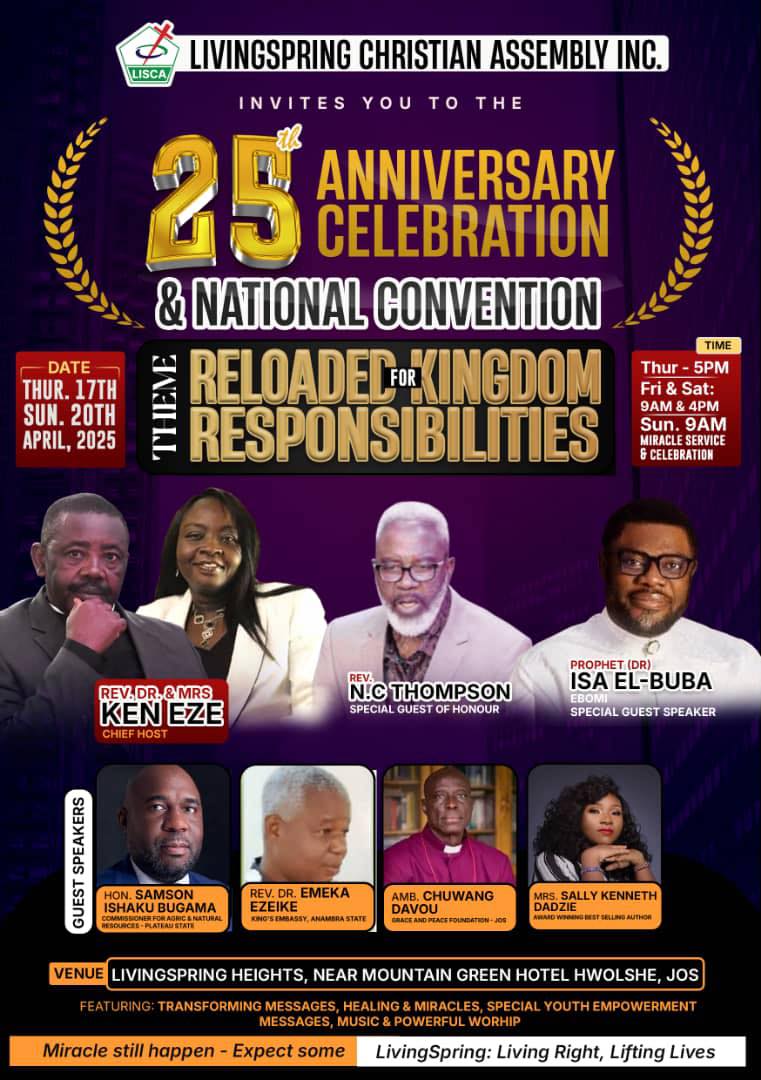 LISCA
LIVINGSPRING CHRISTIAN ASSEMBLY INC.
INVITES YOU TO THE
25th
ANNIVERSARY
CELEBRATION
& NATIONAL CONVENTION
DATE
THUR. 17TH
SUN. 20TH
APRIL, 2025
THEME
RELOADED FOR KINGDOM
RESPONSIBILITIES
TIME
Thur - 5PM
Fri & Sat:
9AM & 4PM
Sun. 9AM
MIRACLE SERVICE
& CELEBRATION
REV. DR. & MRS
KEN EZE
CHIEF HOST
REV.
N.C THOMPSON
SPECIAL GUEST OF HONOUR
PROPHET (DR)
ISA EL-BUBA
EBOMI
SPECIAL GUEST SPEAKER
GUEST SPEAKERS
HON. SAMSON
ISHAKU BUGAMA
COMMISSIONER FOR AGRIC & NATURAL
RESOURCES - PLATEAU STATE
REV. DR. EMEKA
EZEIKE
KING'S EMBASSY, ANAMBRA STATE
AMB. CHUWANG
DAVOU
GRACE AND PEACE FOUNDATION - JOS
MRS. SALLY KENNETH
DADZIE
AWARD WINNING BEST SELLING AUTHOR
VENUE LIVINGSPRING HEIGHTS, NEAR MOUNTAIN GREEN HOTEL HWOLSHE, JOS
FEATURING: TRANSFORMING MESSAGES, HEALING & MIRACLES, SPECIAL YOUTH EMPOWERMENT
MESSAGES, MUSIC & POWERFUL WORHIP
Miracle still happen - Expect some
LivingSpring: Living Right, Lifting Lives